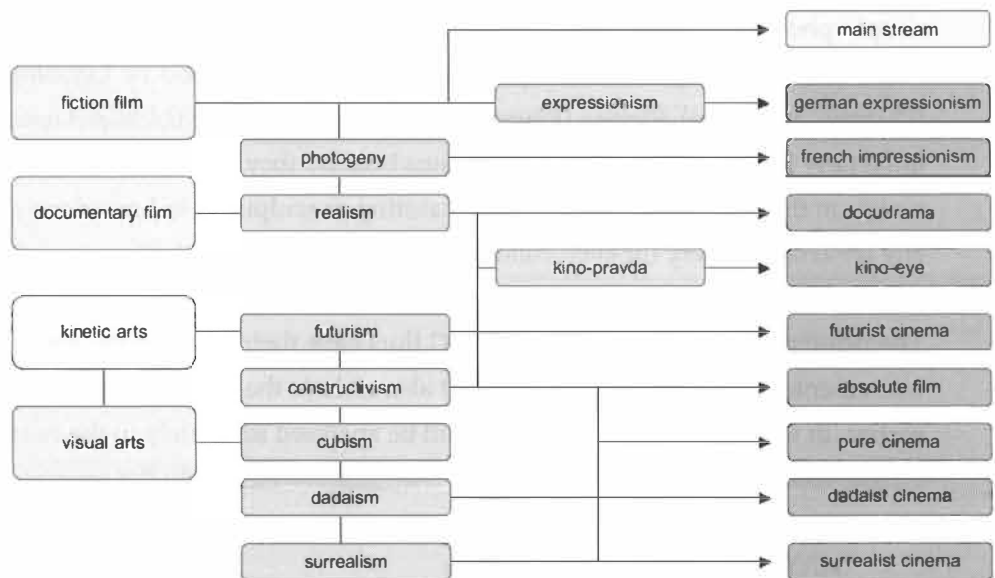 main stream
fiction film
expressionism
german expressionism
photogeny
french impressionism
documentary film
realism
docudrama
kino-pravda
kino-eye
kinetic arts
futurism
futurist cinema
constructivism
absolute film
visual arts
cubism
pure cinema
dadaism
dadaist cinema
surrealism
surrealist cinema